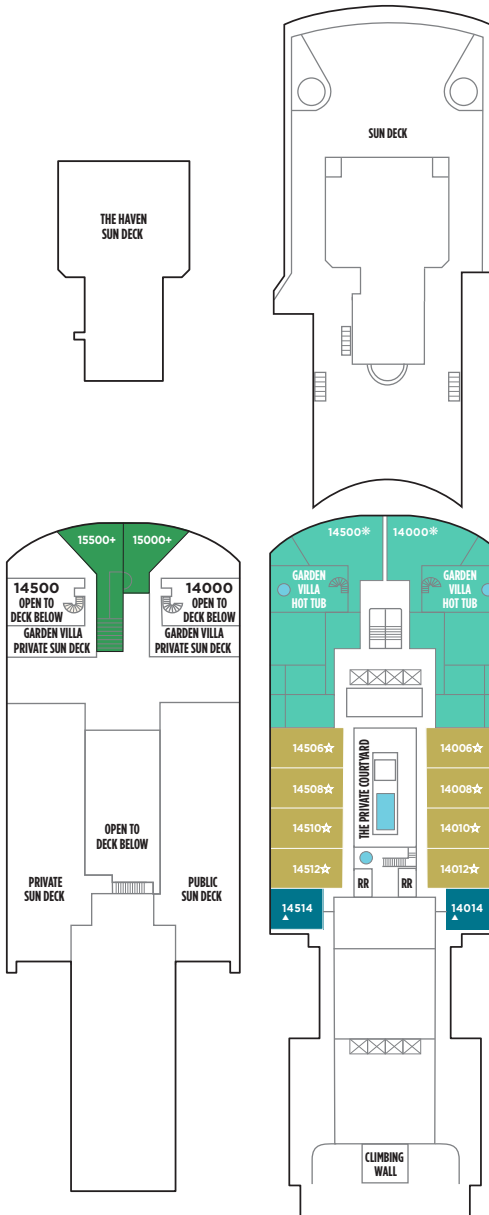 THE HAVEN
SUN DECK
SUN DECK
15500+
15000+
14500
OPEN TO
DECK BELOW
GARDEN VILLA
PRIVATE SUN DECK
14000
OPEN TO
DECK BELOW
GARDEN VILLA
PRIVATE SUN DECK
OPEN TO
DECK BELOW
PRIVATE
SUN DECK
PUBLIC
SUN DECK
14500✳
14000✳
GARDEN
VILLA
HOT TUB
GARDEN
VILLA
HOT TUB
14506☆
14006☆
14508☆
14008☆
14510☆
14010☆
14512☆
14012☆
THE PRIVATE COURTYARD
RR
RR
14514
▲
14014
▲
CLIMBING
WALL